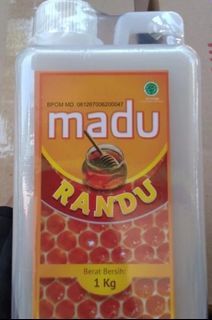 BPOM MD. 061267006200047
madu
RANDU
Berat Bersih:
1 Kg